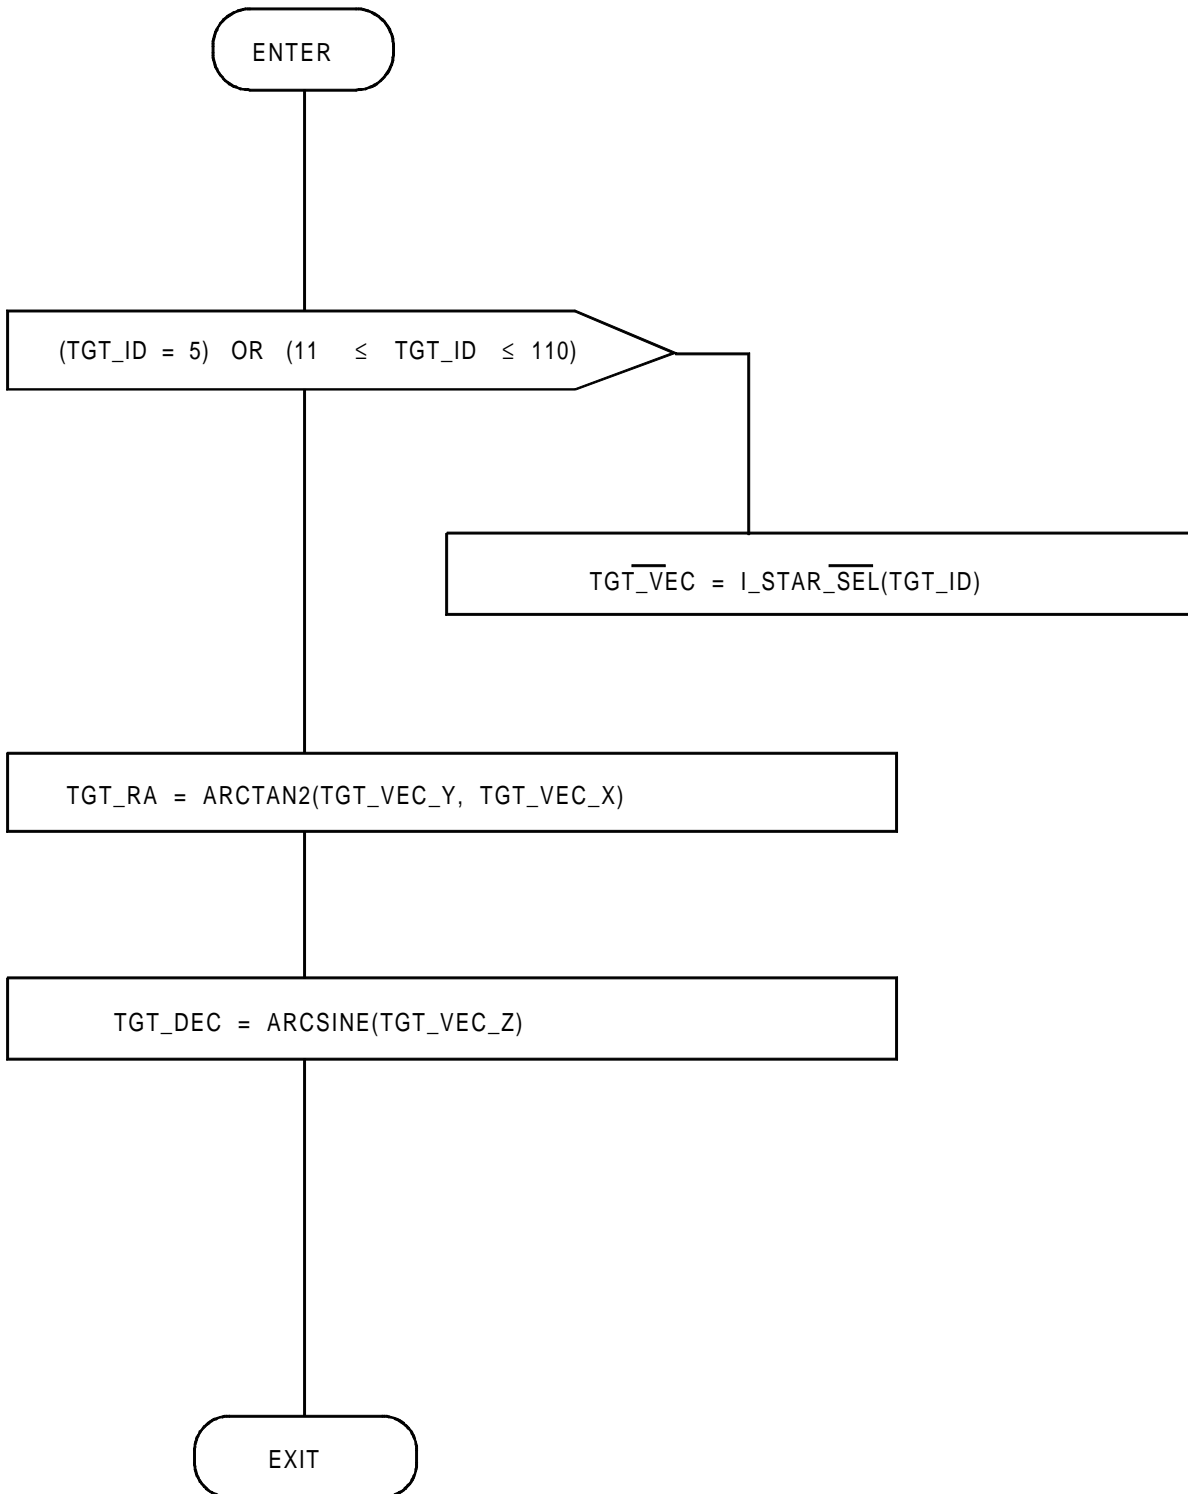 ENTER
(TGT_ID = 5) OR (11 ≤ TGT_ID ≤ 110)
TGT_VEC = I_STAR_SEL(TGT_ID)
TGT_RA = ARCTAN2(TGT_VEC_Y, TGT_VEC_X)
TGT_DEC = ARCSINE(TGT_VEC_Z)
EXIT